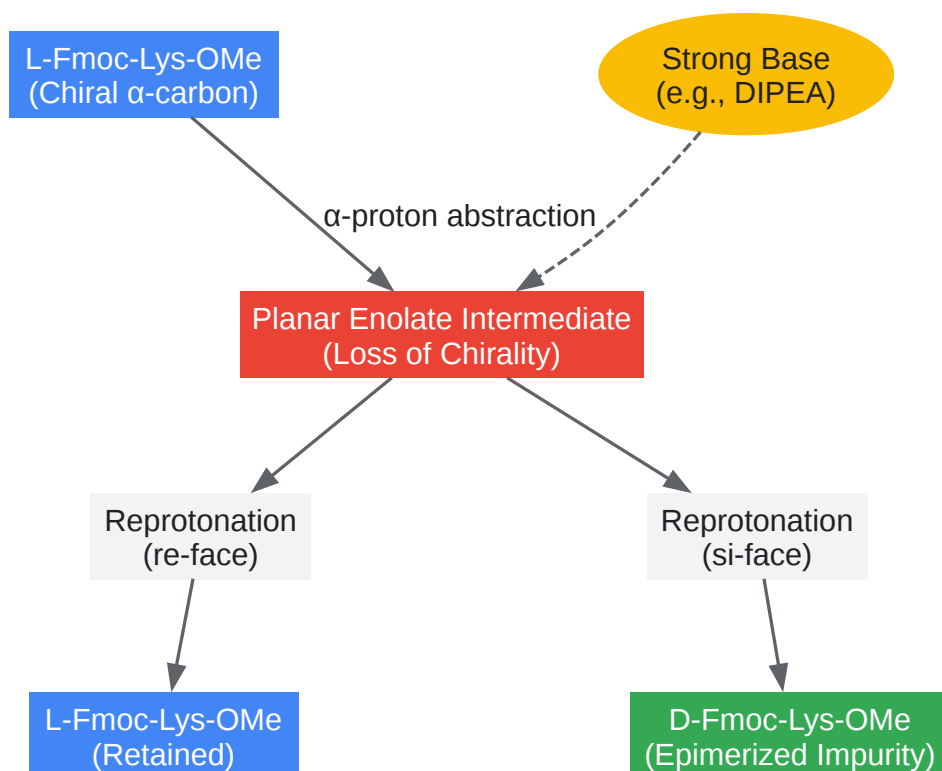 L-Fmoc-Lys-OMe
(Chiral α-carbon)
Strong Base
(e.g., DIPEA)
α-proton abstraction
Planar Enolate Intermediate
(Loss of Chirality)
Reprotonation
(re-face)
Reprotonation
(si-face)
L-Fmoc-Lys-OMe
(Retained)
D-Fmoc-Lys-OMe
(Epimerized Impurity)